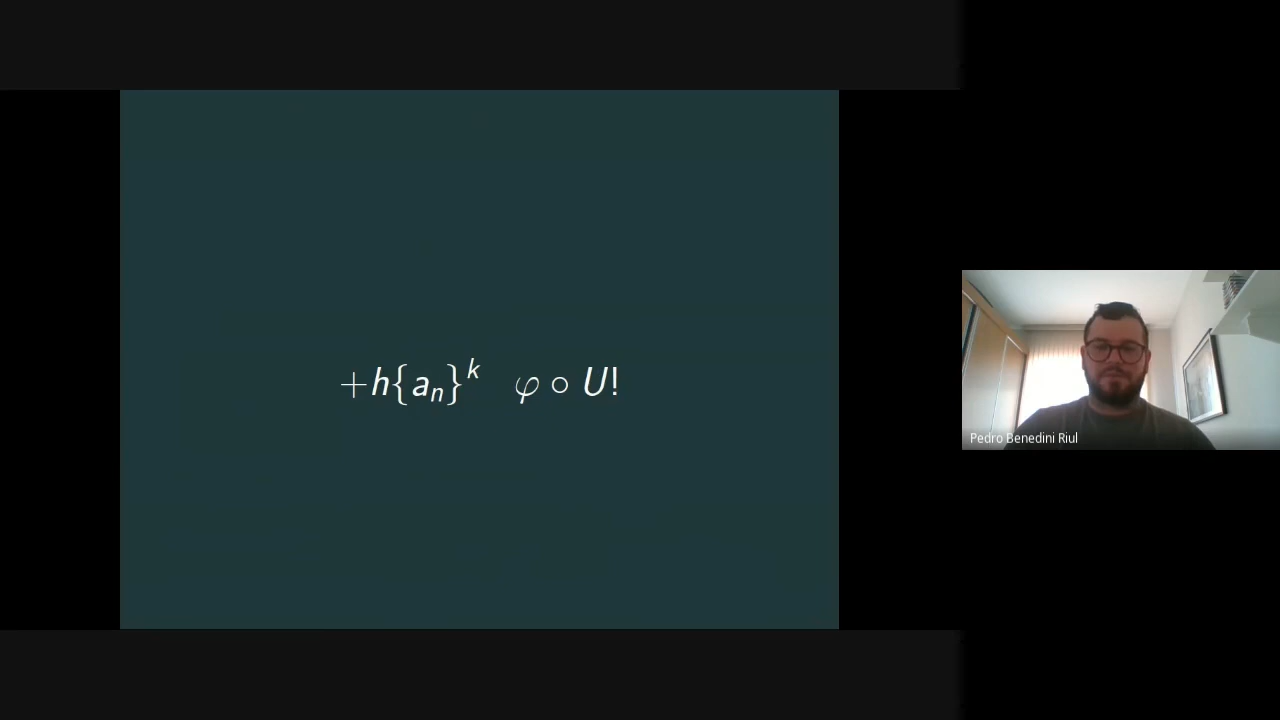 +h{aₙ}ᵏ φ ∘ U!
Pedro Benedini Riul